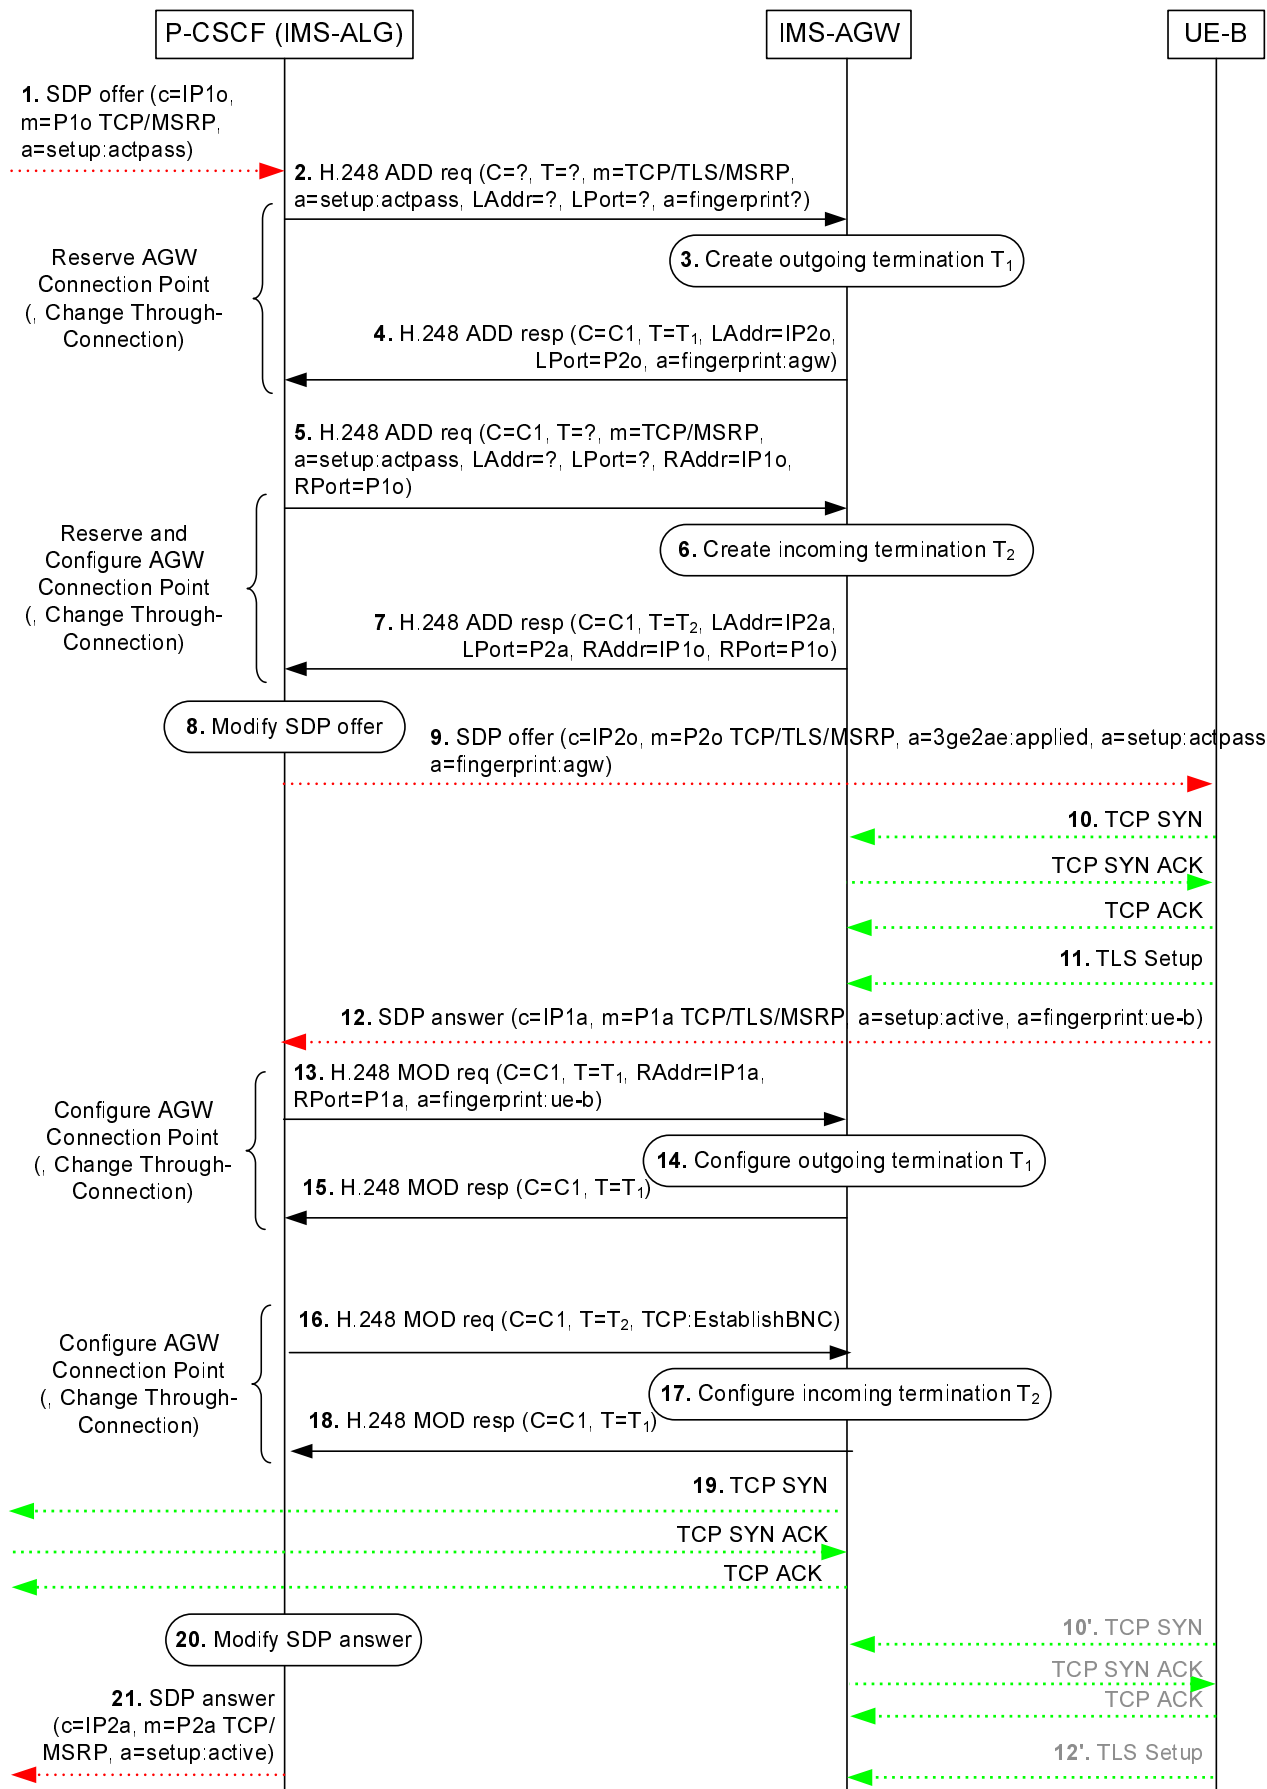 P-CSCF (IMS-ALG)
IMS-AGW
UE-B
1. SDP offer (c=IP1o,
m=P1o TCP/MSRP,
a=setup:actpass)
2. H.248 ADD req (C=?, T=?, m=TCP/TLS/MSRP,
a=setup:actpass, LAddr=?, LPort=?, a=fingerprint?)
Reserve AGW
Connection Point
(, Change Through-
Connection)
3. Create outgoing termination T1
4. H.248 ADD resp (C=C1, T=T1, LAddr=IP2o,
LPort=P2o, a=fingerprint:agw)
5. H.248 ADD req (C=C1, T=?, m=TCP/MSRP,
a=setup:actpass, LAddr=?, LPort=?, RAddr=IP1o,
RPort=P1o)
Reserve and
Configure AGW
Connection Point
(, Change Through-
Connection)
6. Create incoming termination T2
7. H.248 ADD resp (C=C1, T=T2, LAddr=IP2a,
LPort=P2a, RAddr=IP1o, RPort=P1o)
8. Modify SDP offer
9. SDP offer (c=IP2o, m=P2o TCP/TLS/MSRP, a=3ge2ae:applied, a=setup:actpass
a=fingerprint:agw)
10. TCP SYN
TCP SYN ACK
TCP ACK
11. TLS Setup
12. SDP answer (c=IP1a, m=P1a TCP/TLS/MSRP, a=setup:active, a=fingerprint:ue-b)
13. H.248 MOD req (C=C1, T=T1, RAddr=IP1a,
RPort=P1a, a=fingerprint:ue-b)
Configure AGW
Connection Point
(, Change Through-
Connection)
14. Configure outgoing termination T1
15. H.248 MOD resp (C=C1, T=T1)
16. H.248 MOD req (C=C1, T=T2, TCP:EstablishBNC)
Configure AGW
Connection Point
(, Change Through-
Connection)
17. Configure incoming termination T2
18. H.248 MOD resp (C=C1, T=T1)
19. TCP SYN
TCP SYN ACK
TCP ACK
20. Modify SDP answer
10'. TCP SYN
TCP SYN ACK
TCP ACK
21. SDP answer
(c=IP2a, m=P2a TCP/
MSRP, a=setup:active)
12'. TLS Setup